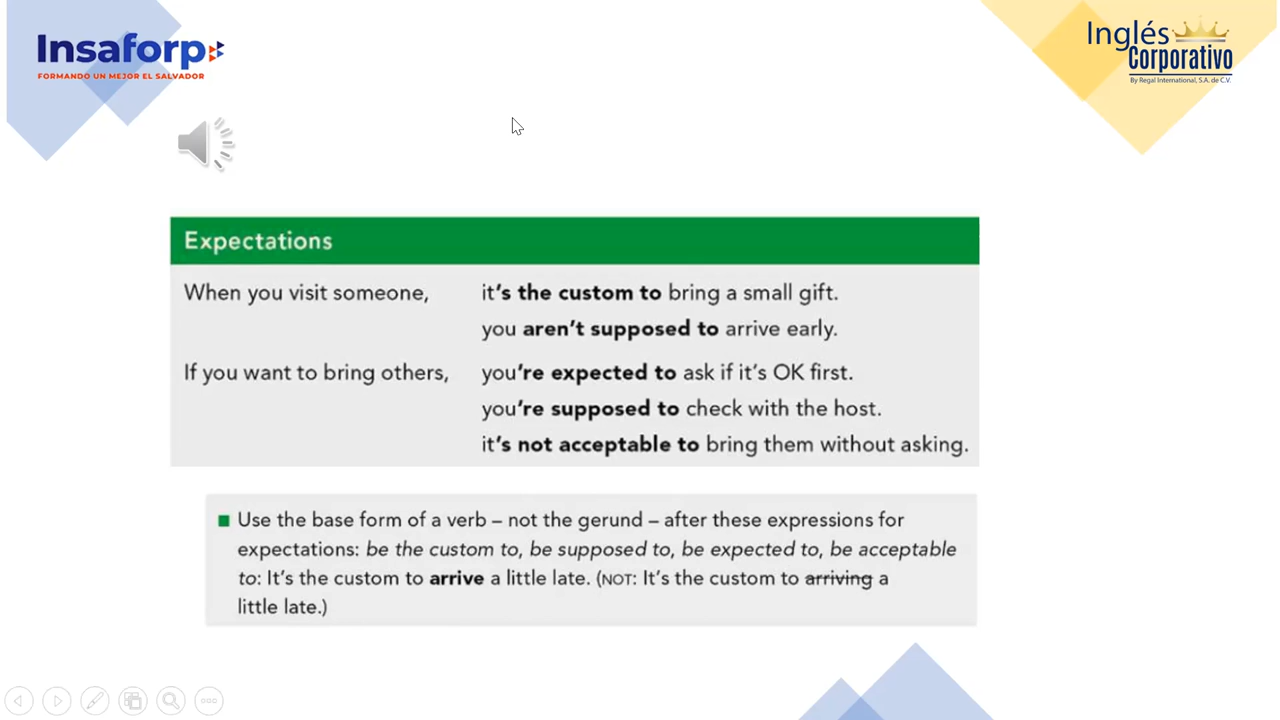 Insaforp
FORMANDO UN MEJOR EL SALVADOR
Inglés
Corporativo
By Regal International, S.A. de C.V.
Expectations
When you visit someone, it's the custom to bring a small gift.
you aren't supposed to arrive early.
If you want to bring others, you're expected to ask if it's OK first.
you're supposed to check with the host.
it's not acceptable to bring them without asking.
Use the base form of a verb – not the gerund – after these expressions for
expectations: be the custom to, be supposed to, be expected to, be acceptable
to: It's the custom to arrive a little late. (NOT: It's the custom to arriving a
little late.)